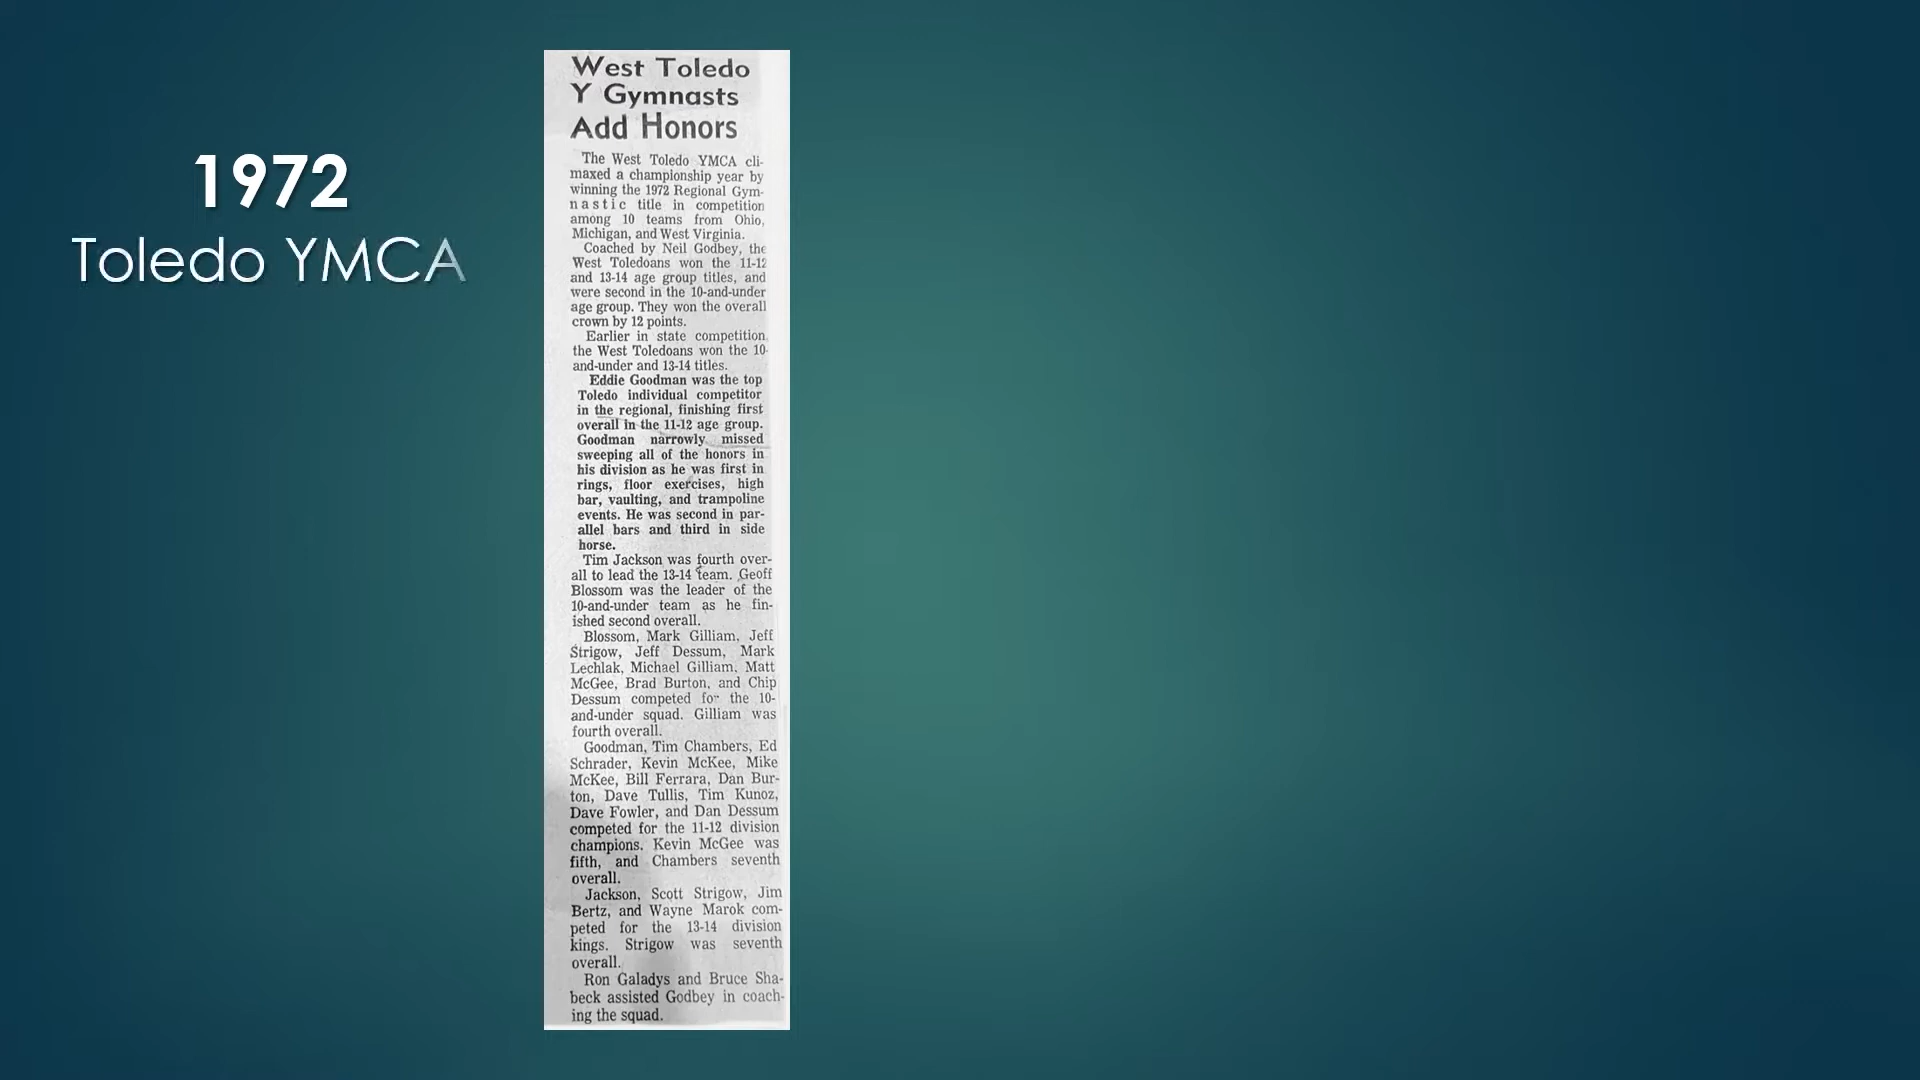 1972
Toledo YMCA
West Toledo
Y Gymnasts
Add Honors
The West Toledo YMCA cli-
maxed a championship year by
winning the 1972 Regional Gym-
nastic title in competition
among 10 teams from Ohio,
Michigan, and West Virginia.
Coached by Neil Godbey, the
West Toledoans won the 11-12
and 13-14 age group titles, and
were second in the 10-and-under
age group. They won the overall
crown by 12 points.
Earlier in state competition
the West Toledoans won the 10-
and-under and 13-14 titles.
Eddie Goodman was the top
Toledo individual competitor
in the regional, finishing first
overall in the 11-12 age group.
Goodman narrowly missed
sweeping all of the honors in
his division as he was first in
rings, floor exercises, high
bar, vaulting, and trampoline
events. He was second in par-
allel bars and third in side
horse.
Tim Jackson was fourth over-
all to lead the 13-14 team. Geoff
Blossom was the leader of the
10-and-under team as he fin-
ished second overall.
Blossom, Mark Gilliam, Jeff
Strigow, Jeff Dessum, Mark
Lechlak, Michael Gilliam, Matt
McGee, Brad Burton, and Chip
Dessum competed for the 10-
and-under squad. Gilliam was
fourth overall.
Goodman, Tim Chambers, Ed
Schrader, Kevin McKee, Mike
McKee, Bill Ferrara, Dan Bur-
ton, Dave Tullis, Tim Kunoz,
Dave Fowler, and Dan Dessum
competed for the 11-12 division
champions. Kevin McGee was
fifth, and Chambers seventh
overall.
Jackson, Scott Strigow, Jim
Bertz, and Wayne Marok com-
peted for the 13-14 division
kings. Strigow was seventh
overall.
Ron Galadys and Bruce Sha-
beck assisted Godbey in coach-
ing the squad.